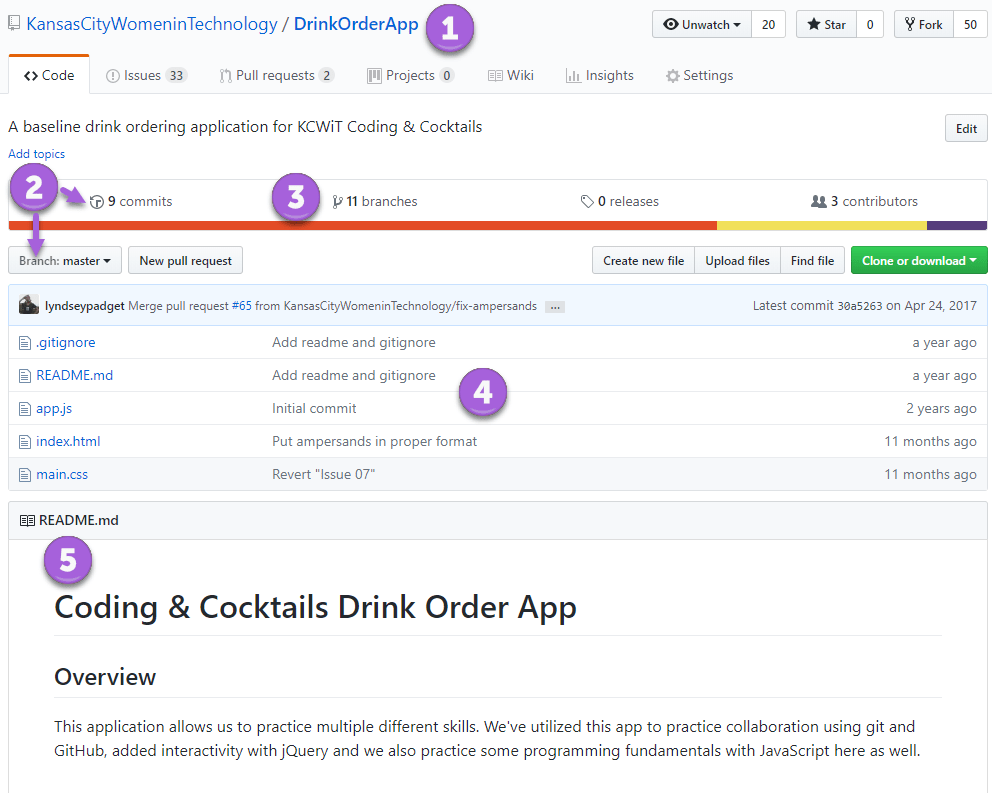 KansasCityWomeninTechnology / DrinkOrderApp 1 Unwatch 20 Star 0 Fork 50
Code Issues 33 Pull requests 2 Projects 0 Wiki Insights Settings
A baseline drink ordering application for KCWiT Coding & Cocktails Edit
Add topics
2 9 commits 3 11 branches 0 releases 3 contributors
Branch: master New pull request Create new file Upload files Find file Clone or download
lyndseypadget Merge pull request #65 from KansasCityWomeninTechnology/fix-ampersands ... Latest commit 30a5263 on Apr 24, 2017
.gitignore Add readme and gitignore a year ago
README.md Add readme and gitignore a year ago
4
app.js Initial commit 2 years ago
index.html Put ampersands in proper format 11 months ago
main.css Revert "Issue 07" 11 months ago
README.md
5
Coding & Cocktails Drink Order App
Overview
This application allows us to practice multiple different skills. We've utilized this app to practice collaboration using git and
GitHub, added interactivity with jQuery and we also practice some programming fundamentals with JavaScript here as well.